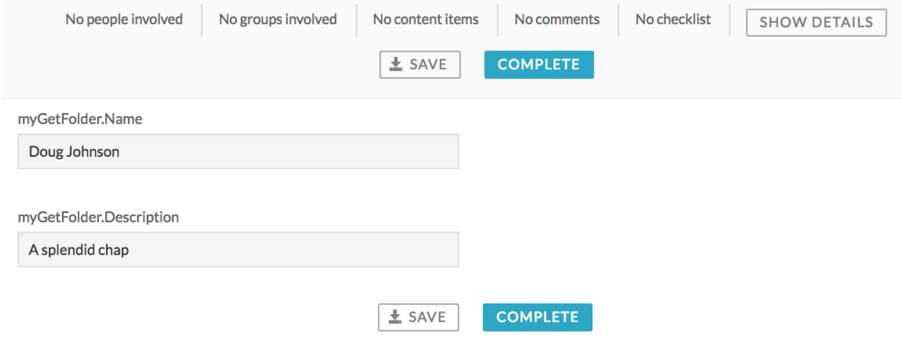 No people involved No groups involved No content items No comments No checklist SHOW DETAILS
SAVE COMPLETE
myGetFolder.Name
Doug Johnson
myGetFolder.Description
A splendid chap
SAVE COMPLETE